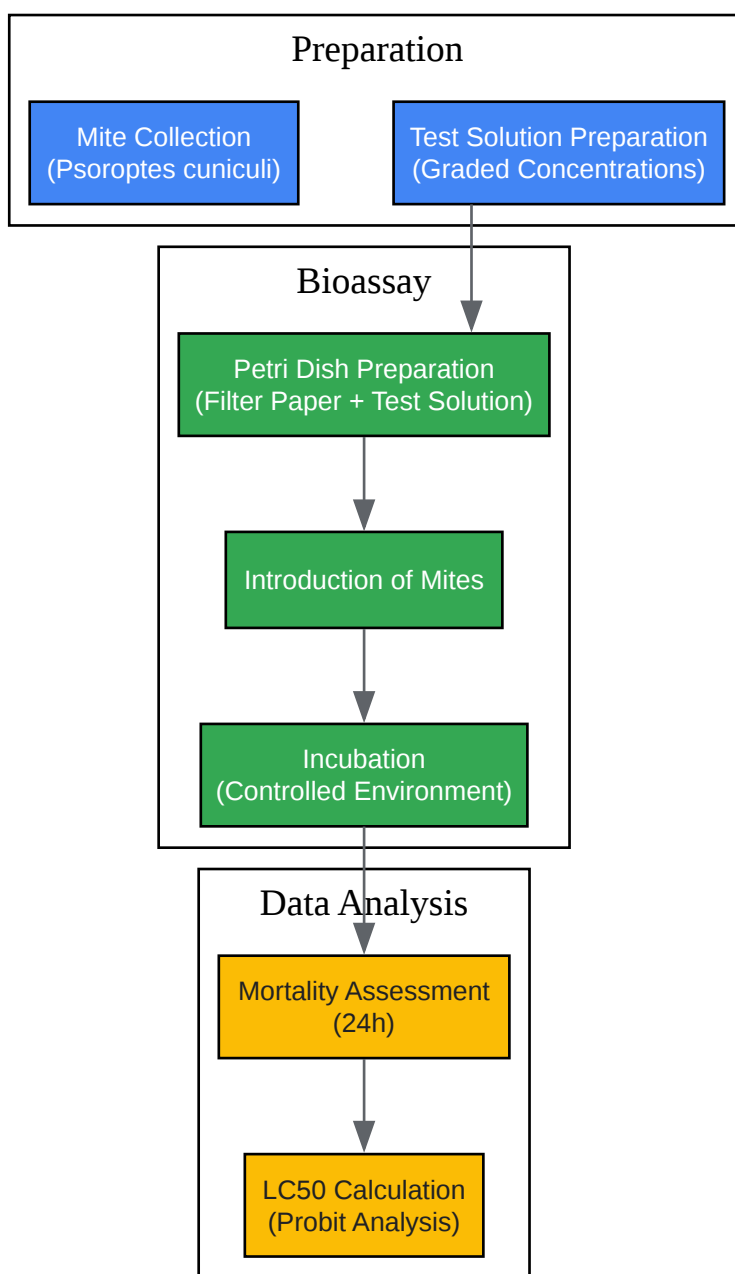 Preparation
Mite Collection
(Psoroptes cuniculi)
Test Solution Preparation
(Graded Concentrations)
Bioassay
Petri Dish Preparation
(Filter Paper + Test Solution)
Introduction of Mites
Incubation
(Controlled Environment)
Data Analysis
Mortality Assessment
(24h)
LC50 Calculation
(Probit Analysis)